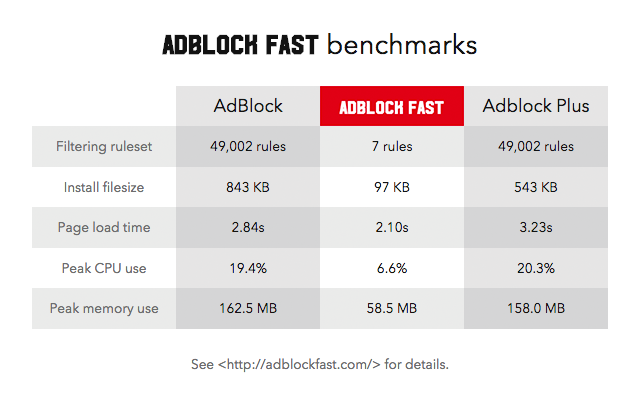 ADBLOCK FAST benchmarks
AdBlock ADBLOCK FAST Adblock Plus
Filtering ruleset 49,002 rules 7 rules 49,002 rules
Install filesize 843 KB 97 KB 543 KB
Page load time 2.84s 2.10s 3.23s
Peak CPU use 19.4% 6.6% 20.3%
Peak memory use 162.5 MB 58.5 MB 158.0 MB
See <http://adblockfast.com/> for details.